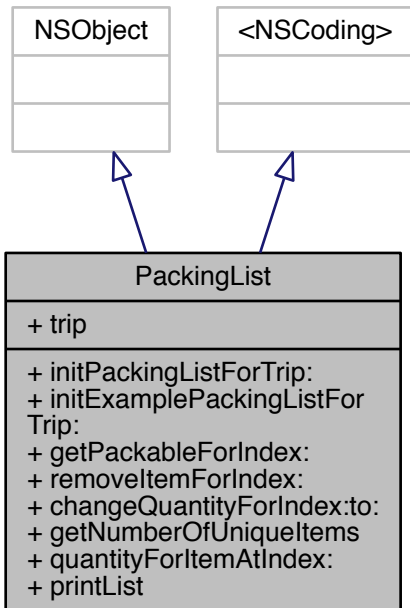 NSObject
<NSCoding>
PackingList
+ trip
+ initPackingListForTrip:
+ initExamplePackingListFor
Trip:
+ getPackableForIndex:
+ removeItemForIndex:
+ changeQuantityForIndex:to:
+ getNumberOfUniqueItems
+ quantityForItemAtIndex:
+ printList